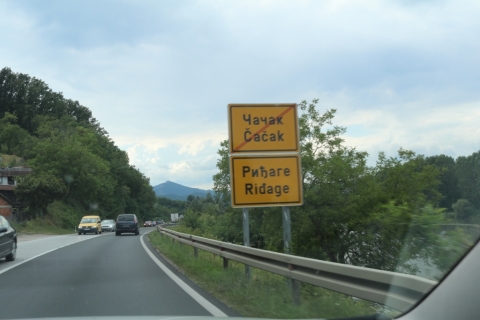 Чачак
Čačak
Риђаге
Riđage